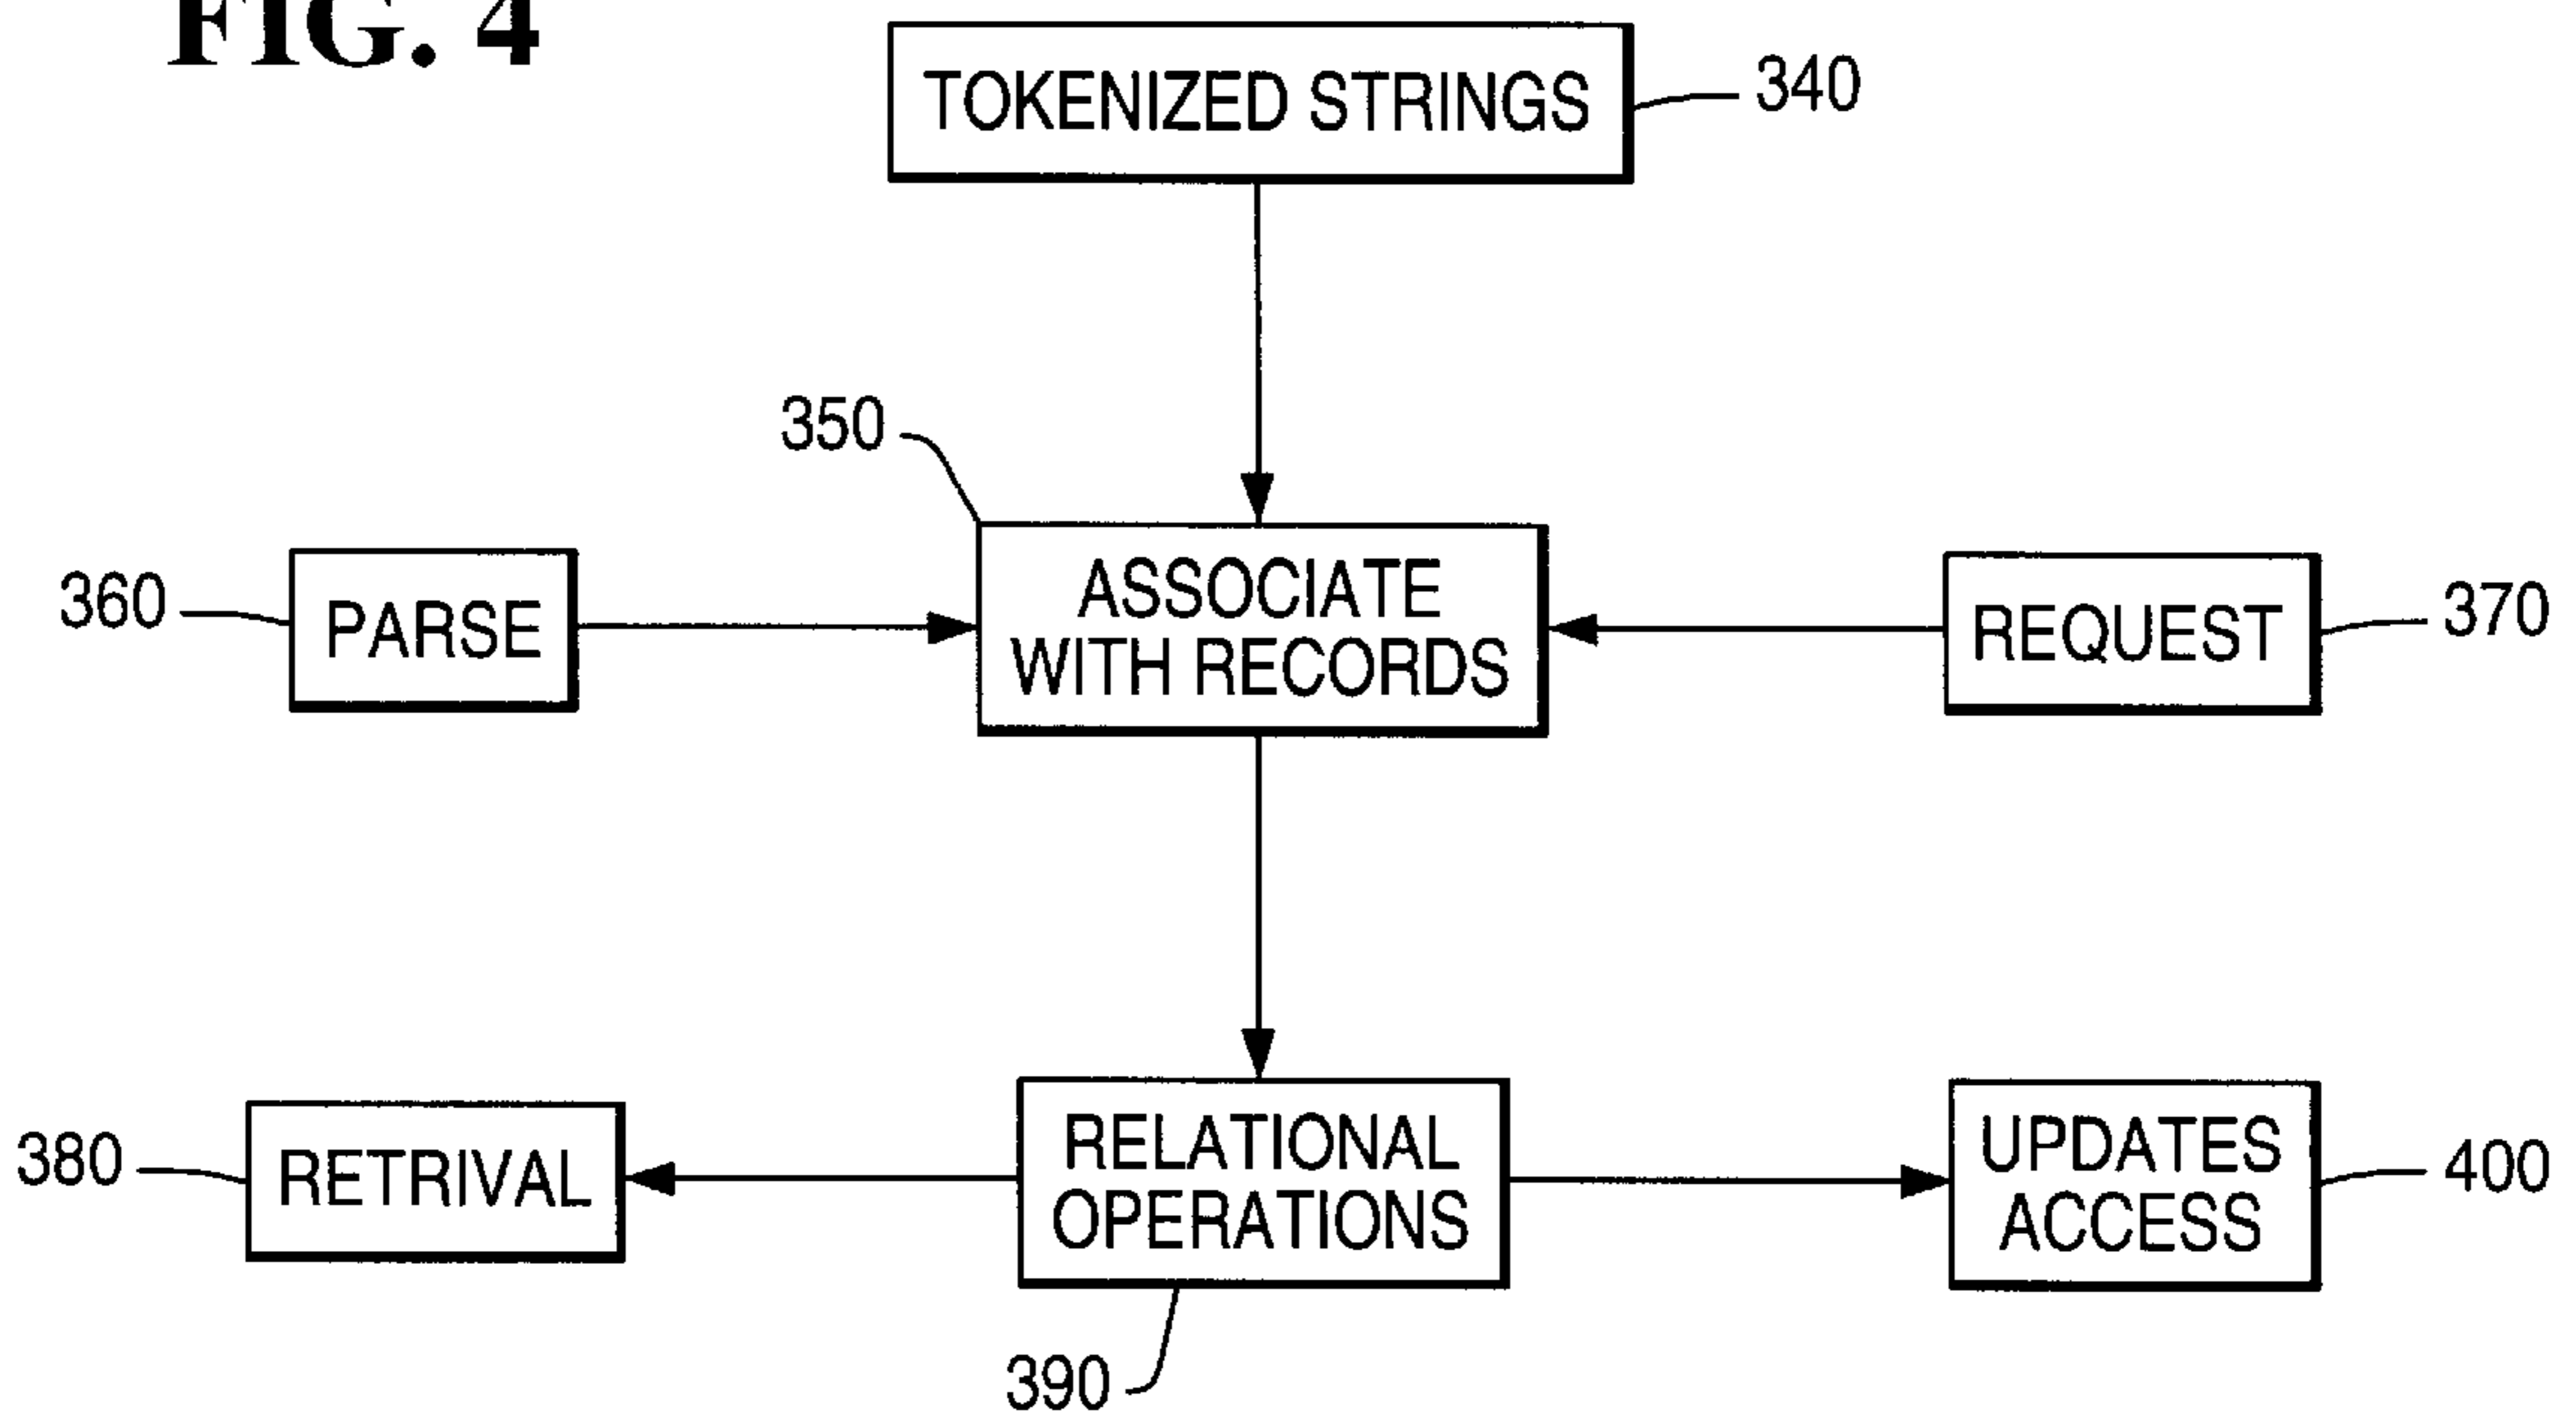 FIG. 4
TOKENIZED STRINGS
340
350
ASSOCIATE
WITH RECORDS
360
PARSE
REQUEST
370
380
RETRIVAL
RELATIONAL
OPERATIONS
390
UPDATES
ACCESS
400